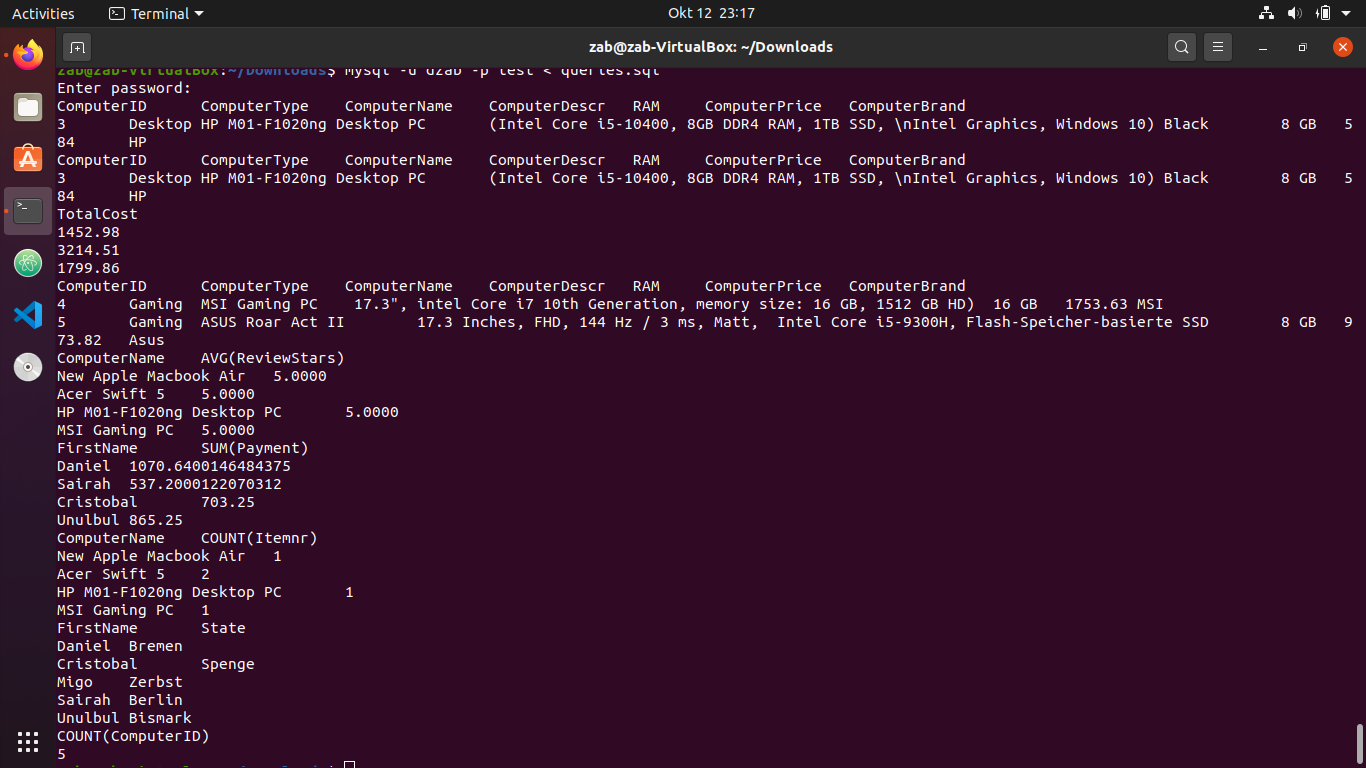 Activities Terminal Okt 12 23:17
zab@zab-VirtualBox: ~/Downloads
zab@zab-VirtualBox:~/Downloads$ mysql -u dzab -p test < queries.sql
Enter password:
ComputerID ComputerType ComputerName ComputerDescr RAM ComputerPrice ComputerBrand
3 Desktop HP M01-F1020ng Desktop PC (Intel Core i5-10400, 8GB DDR4 RAM, 1TB SSD, \nIntel Graphics, Windows 10) Black 8 GB 5
84 HP
ComputerID ComputerType ComputerName ComputerDescr RAM ComputerPrice ComputerBrand
3 Desktop HP M01-F1020ng Desktop PC (Intel Core i5-10400, 8GB DDR4 RAM, 1TB SSD, \nIntel Graphics, Windows 10) Black 8 GB 5
84 HP
TotalCost
1452.98
3214.51
1799.86
ComputerID ComputerType ComputerName ComputerDescr RAM ComputerPrice ComputerBrand
4 Gaming MSI Gaming PC 17.3", intel Core i7 10th Generation, memory size: 16 GB, 1512 GB HD) 16 GB 1753.63 MSI
5 Gaming ASUS Roar Act II 17.3 Inches, FHD, 144 Hz / 3 ms, Matt, Intel Core i5-9300H, Flash-Speicher-basierte SSD 8 GB 9
73.82 Asus
ComputerName AVG(ReviewStars)
New Apple Macbook Air 5.0000
Acer Swift 5 5.0000
HP M01-F1020ng Desktop PC 5.0000
MSI Gaming PC 5.0000
FirstName SUM(Payment)
Daniel 1070.6400146484375
Sairah 537.2000122070312
Cristobal 703.25
Unulbul 865.25
ComputerName COUNT(Itemnr)
New Apple Macbook Air 1
Acer Swift 5 2
HP M01-F1020ng Desktop PC 1
MSI Gaming PC 1
FirstName State
Daniel Bremen
Cristobal Spenge
Migo Zerbst
Sairah Berlin
Unulbul Bismark
COUNT(ComputerID)
5